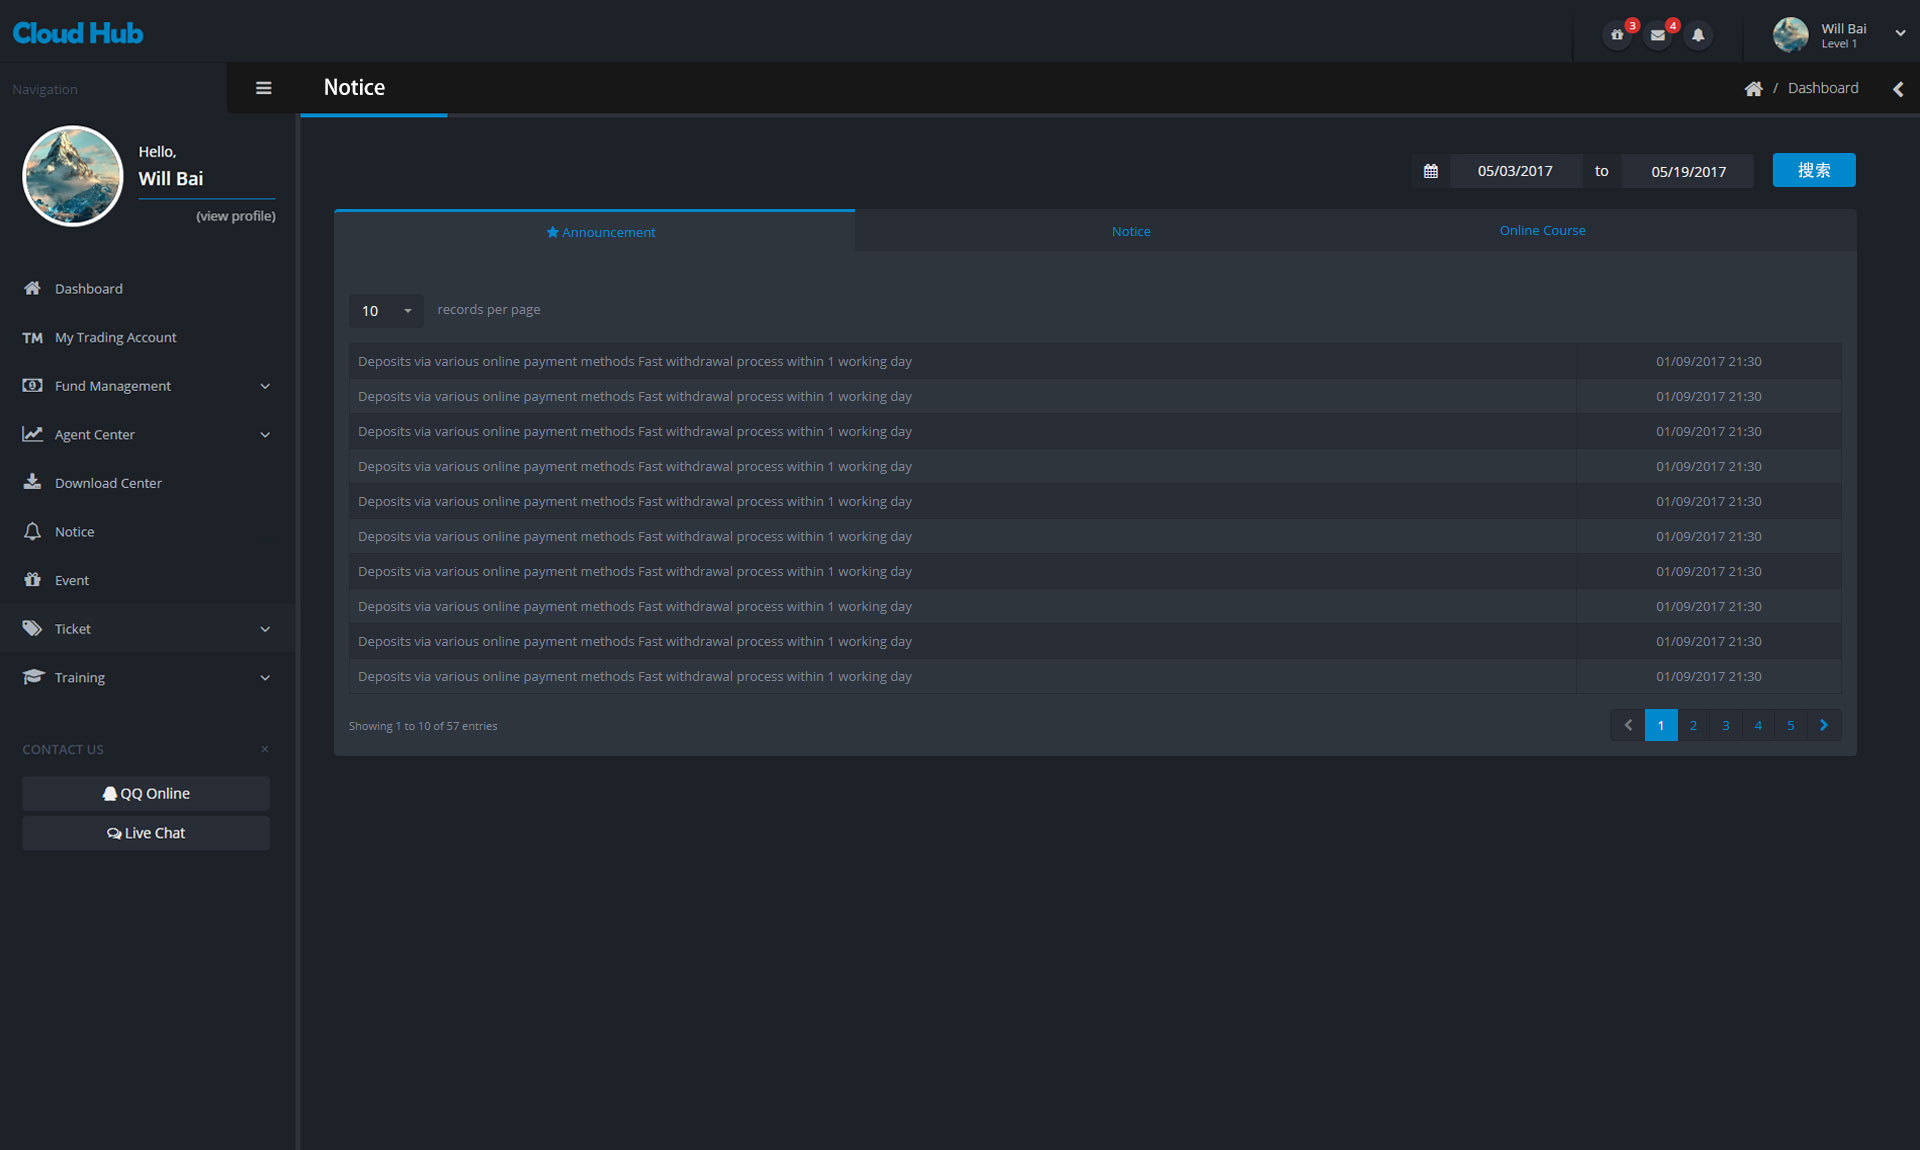 Cloud Hub
3
4
Will Bai
Level 1
Navigation
Notice
/ Dashboard
Hello,
Will Bai
(view profile)
05/03/2017
to
05/19/2017
搜索
Announcement
Notice
Online Course
Dashboard
TM My Trading Account
Fund Management
Agent Center
Download Center
Notice
Event
Ticket
Training
10
records per page
Deposits via various online payment methods Fast withdrawal process within 1 working day 01/09/2017 21:30
Deposits via various online payment methods Fast withdrawal process within 1 working day 01/09/2017 21:30
Deposits via various online payment methods Fast withdrawal process within 1 working day 01/09/2017 21:30
Deposits via various online payment methods Fast withdrawal process within 1 working day 01/09/2017 21:30
Deposits via various online payment methods Fast withdrawal process within 1 working day 01/09/2017 21:30
Deposits via various online payment methods Fast withdrawal process within 1 working day 01/09/2017 21:30
Deposits via various online payment methods Fast withdrawal process within 1 working day 01/09/2017 21:30
Deposits via various online payment methods Fast withdrawal process within 1 working day 01/09/2017 21:30
Deposits via various online payment methods Fast withdrawal process within 1 working day 01/09/2017 21:30
Deposits via various online payment methods Fast withdrawal process within 1 working day 01/09/2017 21:30
Showing 1 to 10 of 57 entries
1 2 3 4 5
CONTACT US ×
QQ Online
Live Chat